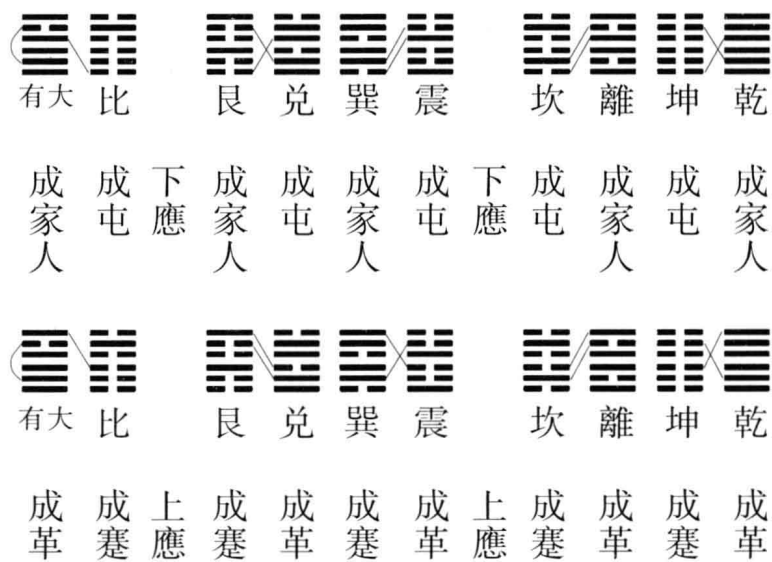 乾 成家人
坤 成屯
離 成家人
坎 成屯
下應
震 成屯
巽 成家人
兑 成屯
艮 成家人
下應
比 成屯
大有 成家人
乾 成革
坤 成蹇
離 成革
坎 成蹇
上應
震 成革
巽 成蹇
兑 成革
艮 成蹇
上應
比 成蹇
大有 成革